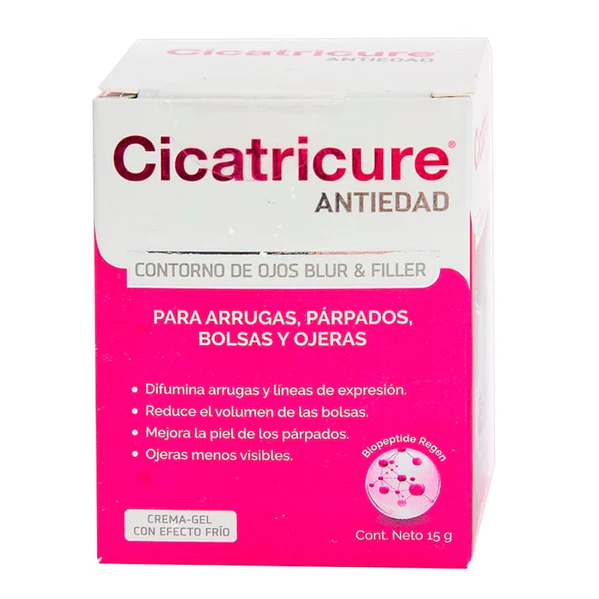 Cicatricure®
ANTIEDAD
Cicatricure®
ANTIEDAD
CONTORNO DE OJOS BLUR & FILLER
PARA ARRUGAS, PÁRPADOS,
BOLSAS Y OJERAS
• Difumina arrugas y líneas de expresión.
• Reduce el volumen de las bolsas.
• Mejora la piel de los párpados.
• Ojeras menos visibles.
Biopeptide Regen
CREMA-GEL
CON EFECTO FRÍO
Cont. Neto 15 g